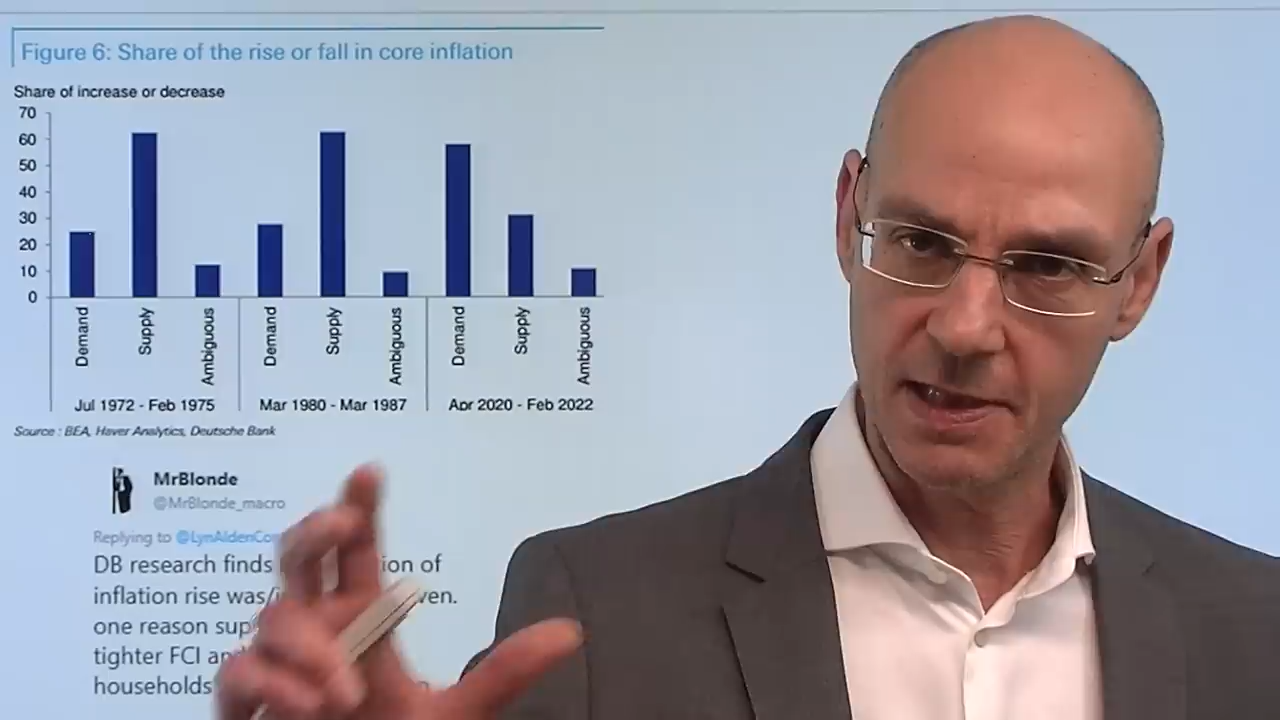 Figure 6: Share of the rise or fall in core inflation
Share of increase or decrease
70
60
50
40
30
20
10
0
Demand
Supply
Ambiguous
Demand
Supply
Ambiguous
Demand
Supply
Ambiguous
Jul 1972 - Feb 1975
Mar 1980 - Mar 1987
Apr 2020 - Feb 2022
Source : BEA, Haver Analytics, Deutsche Bank
MrBlonde
@MrBlonde_macro
Replying to
DB research finds of
inflation rise
one reason
tighter FCI
households